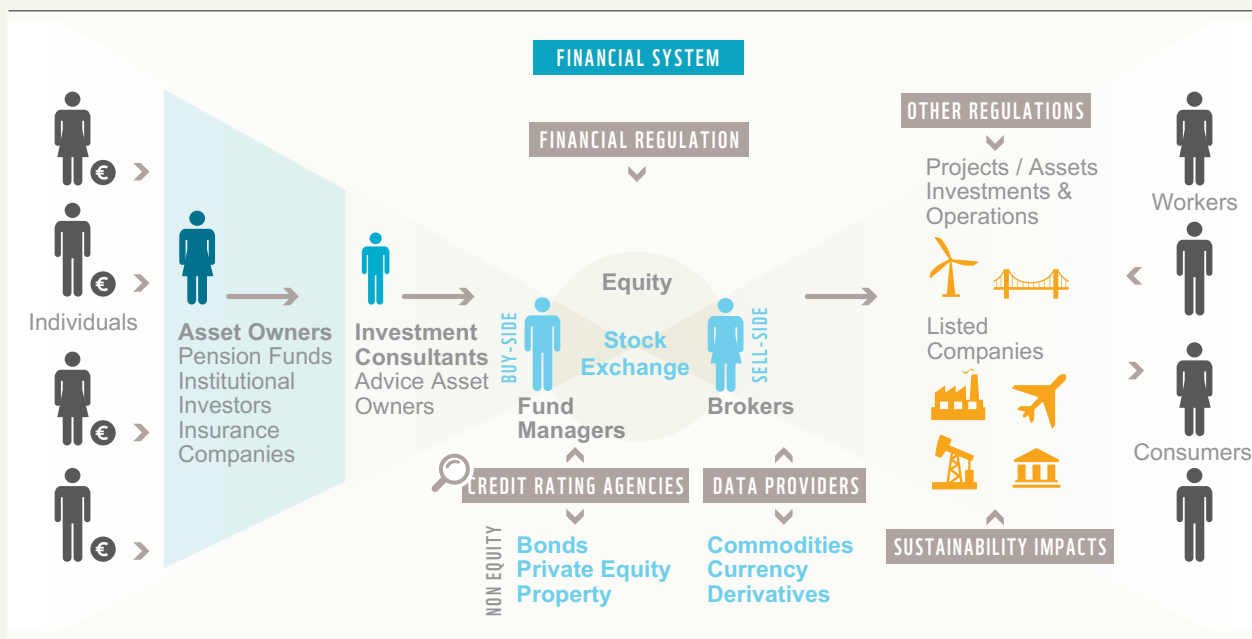 FINANCIAL SYSTEM
FINANCIAL REGULATION
OTHER REGULATIONS
€
€
€
€
Individuals
Asset Owners
Pension Funds
Institutional
Investors
Insurance
Companies
Investment
Consultants
Advice Asset
Owners
BUY-SIDE
Fund
Managers
Equity
Stock
Exchange
SELL-SIDE
Brokers
CREDIT RATING AGENCIES
DATA PROVIDERS
NON EQUITY
Bonds
Private Equity
Property
Commodities
Currency
Derivatives
Projects / Assets
Investments &
Operations
Listed
Companies
SUSTAINABILITY IMPACTS
Workers
Consumers